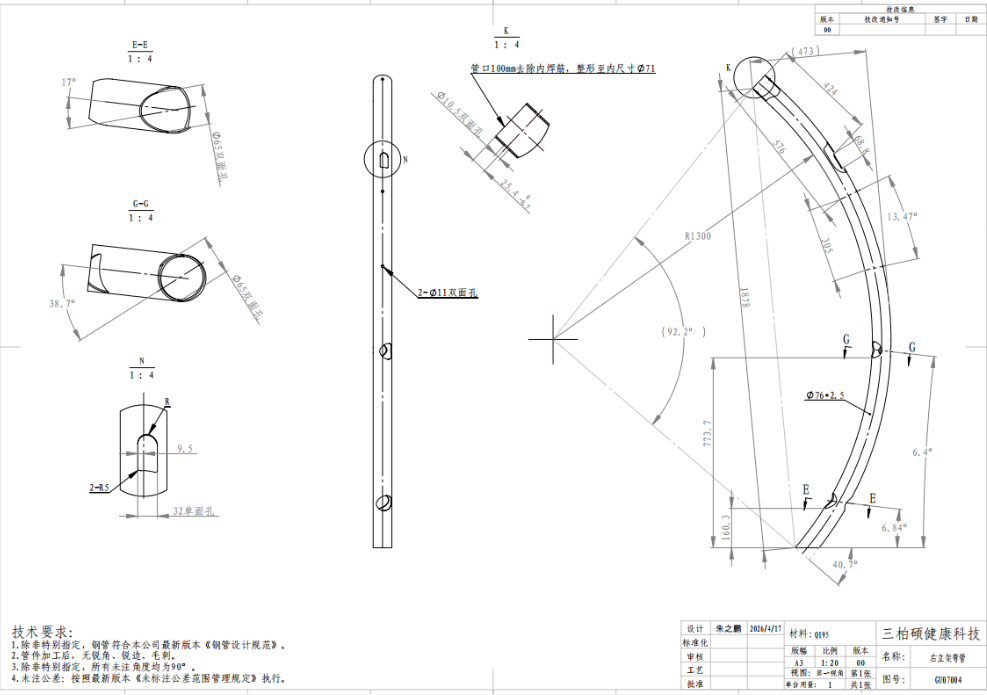 技改信息
版本 技改通知号 签字 日期
00
E-E
1: 4
17°
Ø65双面孔
G-G
1: 4
38.7°
Ø65双面孔
N
1: 4
R
9.5
2-R5
32单面孔
N
2-Ø11双面孔
K
1: 4
管口100mm去除内焊筋，整形至内尺寸Ø71
Ø10.5双面孔
25.4 0 -0.5
K
(473)
424
68.8
576
13.47°
205
R1300
1878
(92.2° )
G
G
Ø76*2.5
773.7
6.4°
E
E
160.3
6.84°
40.7°
技术要求:
1.除非特别指定，钢管符合本公司最新版本《钢管设计规范》。
2.管件加工后，无锐角、锐边、毛刺。
3.除非特别指定，所有未注角度均为90°。
4.未注公差: 按照最新版本《未标注公差范围管理规定》执行。
设计 朱之鹏 2026/4/17
标准化
审核
工艺
批准
材料: Q195
版幅 比例 版本
A3 1:20 00
视图: 第一视角 第1张
单台用量: 1 共1张
三柏硕健康科技
名称: 右立架弯管
图号: GU07004